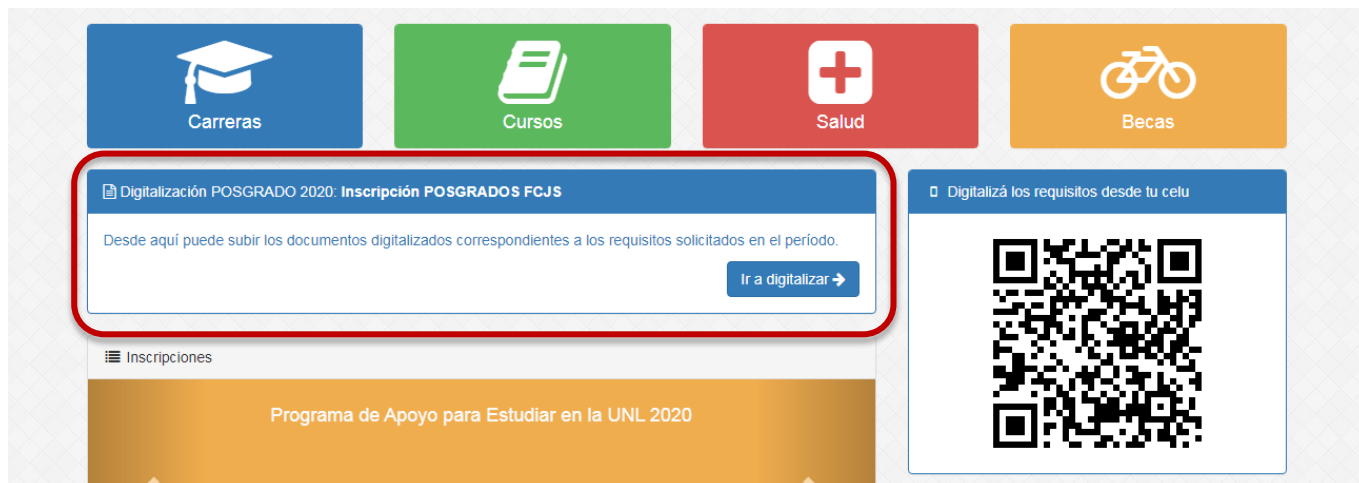 Carreras
Cursos
Salud
Becas
Digitalización POSGRADO 2020: Inscripción POSGRADOS FCJS
Desde aquí puede subir los documentos digitalizados correspondientes a los requisitos solicitados en el período.
Ir a digitalizar
Digitalizá los requisitos desde tu celu
Inscripciones
Programa de Apoyo para Estudiar en la UNL 2020